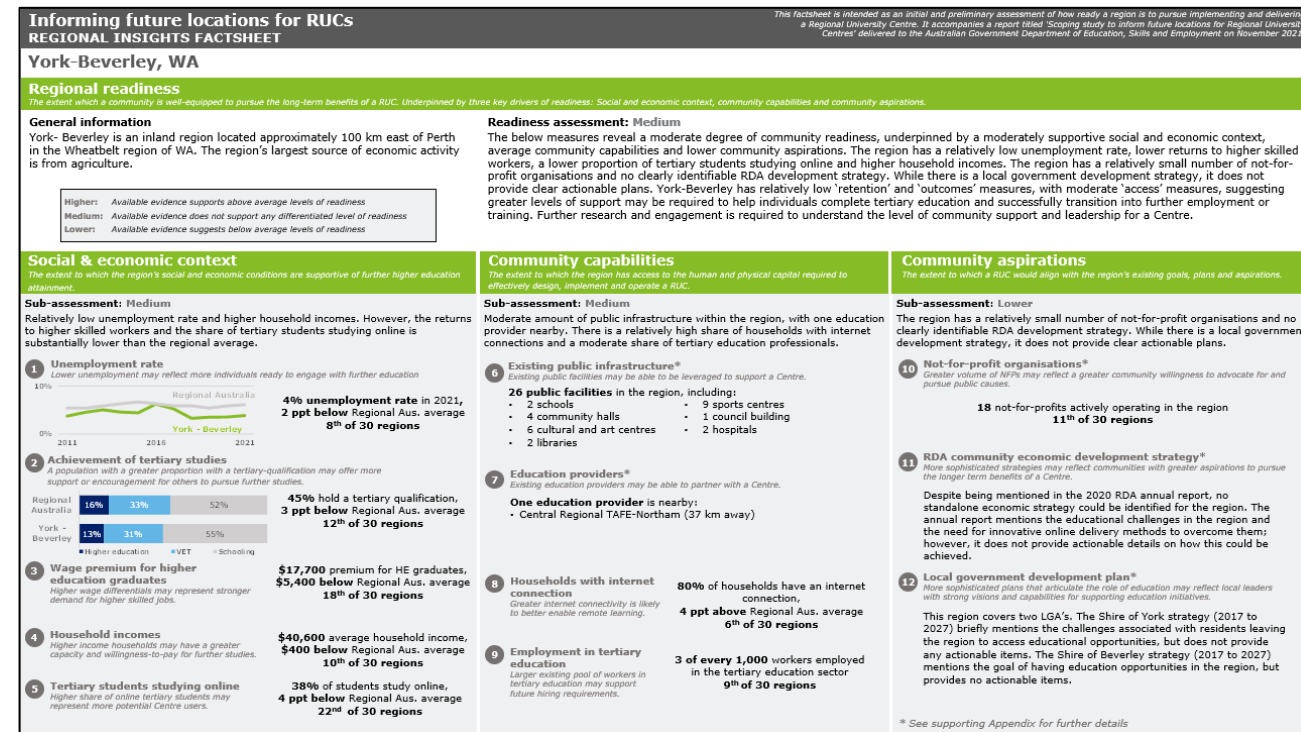 Informing future locations for RUCs
REGIONAL INSIGHTS FACTSHEET
This factsheet is intended as an initial and preliminary assessment of how ready a region is to pursue implementing and delivering
a Regional University Centre. It accompanies a report titled 'Scoping study to inform future locations for Regional University
Centres' delivered to the Australian Government Department of Education, Skills and Employment on November 2021
York-Beverley, WA
Regional readiness
The extent which a community is well-equipped to pursue the long-term benefits of a RUC. Underpinned by three key drivers of readiness: Social and economic context, community capabilities and community aspirations.
General information
York- Beverley is an inland region located approximately 100 km east of Perth
in the Wheatbelt region of WA. The region's largest source of economic activity
is from agriculture.
Higher: Available evidence supports above average levels of readiness
Medium: Available evidence does not support any differentiated level of readiness
Lower: Available evidence suggests below average levels of readiness
Readiness assessment: Medium
The below measures reveal a moderate degree of community readiness, underpinned by a moderately supportive social and economic context,
average community capabilities and lower community aspirations. The region has a relatively low unemployment rate, lower returns to higher skilled
workers, a lower proportion of tertiary students studying online and higher household incomes. The region has a relatively small number of not-for-
profit organisations and no clearly identifiable RDA development strategy. While there is a local government development strategy, it does not
provide clear actionable plans. York-Beverley has relatively low 'retention' and 'outcomes' measures, with moderate 'access' measures, suggesting
greater levels of support may be required to help individuals complete tertiary education and successfully transition into further employment or
training. Further research and engagement is required to understand the level of community support and leadership for a Centre.
Social & economic context
The extent to which the region's social and economic conditions are supportive of further higher education
attainment.
Sub-assessment: Medium
Relatively low unemployment rate and higher household incomes. However, the returns
to higher skilled workers and the share of tertiary students studying online is
substantially lower than the regional average.
1 Unemployment rate
Lower unemployment may reflect more individuals ready to engage with further education
10%
Regional Australia
York - Beverley
0%
2011 2016 2021
4% unemployment rate in 2021,
2 ppt below Regional Aus. average
8th of 30 regions
2 Achievement of tertiary studies
A population with a greater proportion with a tertiary-qualification may offer more
support or encouragement for others to pursue further studies.
Regional Australia 16% 33% 52%
York - Beverley 13% 31% 55%
Higher education VET Schooling
45% hold a tertiary qualification,
3 ppt below Regional Aus. average
12th of 30 regions
3 Wage premium for higher
education graduates
Higher wage differentials may represent stronger
demand for higher skilled jobs.
$17,700 premium for HE graduates,
$5,400 below Regional Aus. average
18th of 30 regions
4 Household incomes
Higher income households may have a greater
capacity and willingness-to-pay for further studies.
$40,600 average household income,
$400 below Regional Aus. average
10th of 30 regions
5 Tertiary students studying online
Higher share of online tertiary students may
represent more potential Centre users.
38% of students study online,
4 ppt below Regional Aus. average
22nd of 30 regions
Community capabilities
The extent to which the region has access to the human and physical capital required to
effectively design, implement and operate a RUC.
Sub-assessment: Medium
Moderate amount of public infrastructure within the region, with one education
provider nearby. There is a relatively high share of households with internet
connections and a moderate share of tertiary education professionals.
6 Existing public infrastructure*
Existing public facilities may be able to be leveraged to support a Centre.
26 public facilities in the region, including:
• 2 schools
• 4 community halls
• 6 cultural and art centres
• 2 libraries
• 9 sports centres
• 1 council building
• 2 hospitals
7 Education providers*
Existing education providers may be able to partner with a Centre.
One education provider is nearby:
• Central Regional TAFE-Northam (37 km away)
8 Households with internet
connection
Greater internet connectivity is likely
to better enable remote learning.
80% of households have an internet
connection,
4 ppt above Regional Aus. average
6th of 30 regions
9 Employment in tertiary
education
Larger existing pool of workers in
tertiary education may support
future hiring requirements.
3 of every 1,000 workers employed
in the tertiary education sector
9th of 30 regions
Community aspirations
The extent to which a RUC would align with the region's existing goals, plans and aspirations.
Sub-assessment: Lower
The region has a relatively small number of not-for-profit organisations and no
clearly identifiable RDA development strategy. While there is a local governmen
development strategy, it does not provide clear actionable plans.
10 Not-for-profit organisations*
Greater volume of NFPs may reflect a greater community willingness to advocate for and
pursue public causes.
18 not-for-profits actively operating in the region
11th of 30 regions
11 RDA community economic development strategy*
More sophisticated strategies may reflect communities with greater aspirations to pursue
the longer term benefits of a Centre.
Despite being mentioned in the 2020 RDA annual report, no
standalone economic strategy could be identified for the region. The
annual report mentions the educational challenges in the region and
the need for innovative online delivery methods to overcome them;
however, it does not provide actionable details on how this could be
achieved.
12 Local government development plan*
More sophisticated plans that articulate the role of education may reflect local leaders
with strong visions and capabilities for supporting education initiatives.
This region covers two LGA's. The Shire of York strategy (2017 to
2027) briefly mentions the challenges associated with residents leaving
the region to access educational opportunities, but does not provide
any actionable items. The Shire of Beverley strategy (2017 to 2027)
mentions the goal of having education opportunities in the region, but
provides no actionable items.
* See supporting Appendix for further details